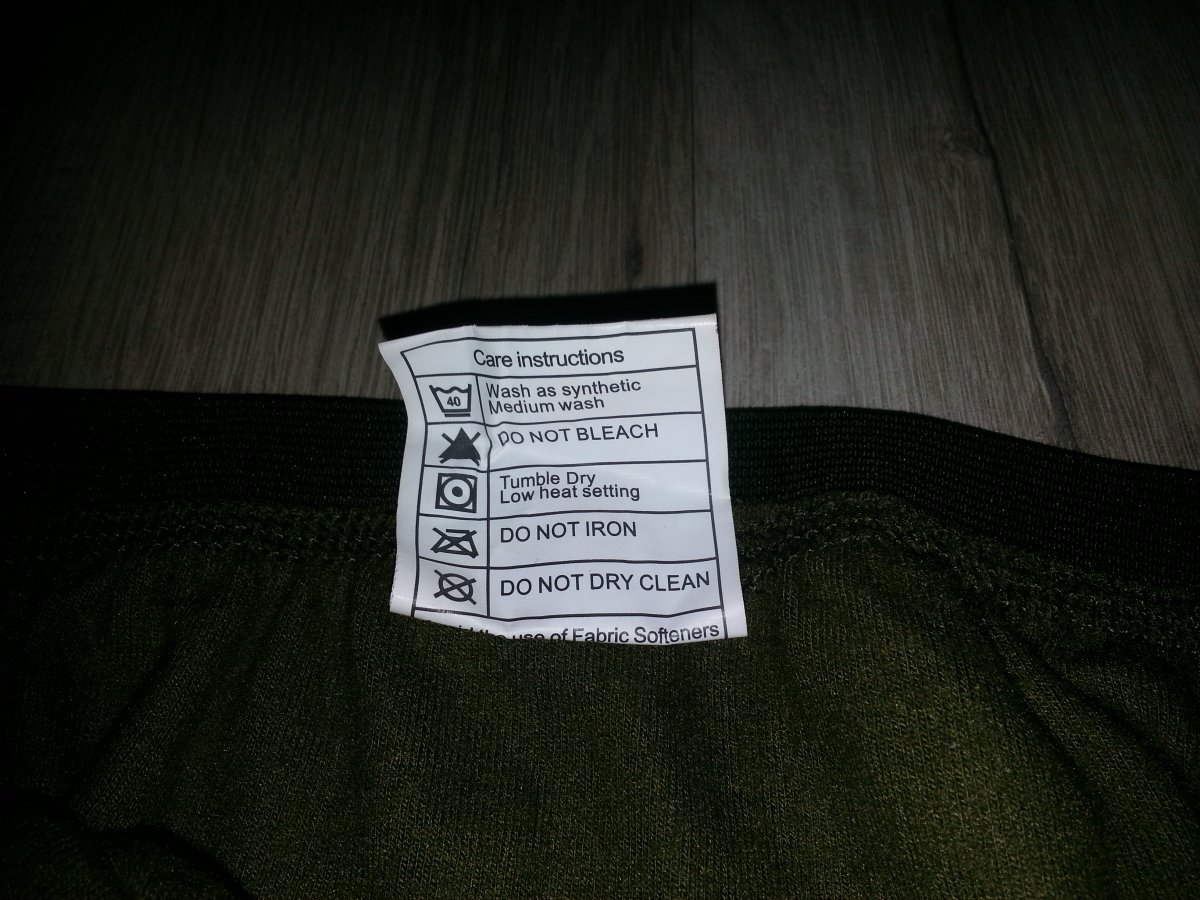 Care instructions
40
Wash as synthetic
Medium wash
DO NOT BLEACH
Tumble Dry
Low heat setting
DO NOT IRON
DO NOT DRY CLEAN
the use of Fabric Softeners